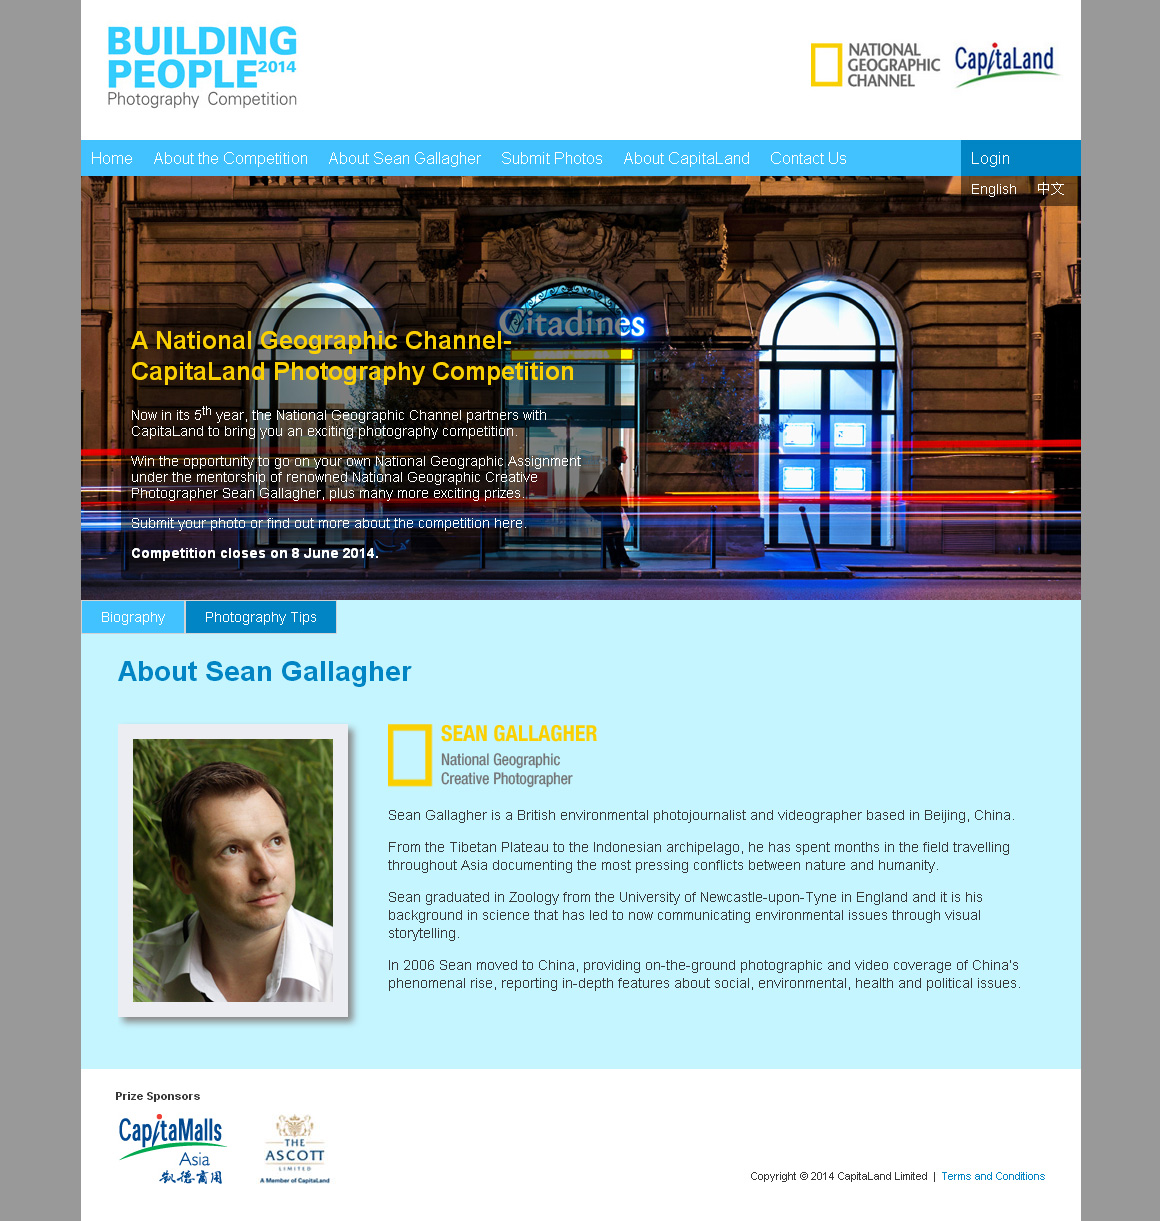 BUILDING
PEOPLE 2014
Photography Competition
NATIONAL
GEOGRAPHIC
CHANNEL
CapitaLand
Home About the Competition About Sean Gallagher Submit Photos About CapitaLand Contact Us Login
English 中文
Citadines
A National Geographic Channel-
CapitaLand Photography Competition
Now in its 5th year, the National Geographic Channel partners with
CapitaLand to bring you an exciting photography competition.
Win the opportunity to go on your own National Geographic Assignment
under the mentorship of renowned National Geographic Creative
Photographer Sean Gallagher, plus many more exciting prizes.
Submit your photo or find out more about the competition here.
Competition closes on 8 June 2014.
Biography Photography Tips
About Sean Gallagher
SEAN GALLAGHER
National Geographic
Creative Photographer
Sean Gallagher is a British environmental photojournalist and videographer based in Beijing, China.
From the Tibetan Plateau to the Indonesian archipelago, he has spent months in the field travelling
throughout Asia documenting the most pressing conflicts between nature and humanity.
Sean graduated in Zoology from the University of Newcastle-upon-Tyne in England and it is his
background in science that has led to now communicating environmental issues through visual
storytelling.
In 2006 Sean moved to China, providing on-the-ground photographic and video coverage of China's
phenomenal rise, reporting in-depth features about social, environmental, health and political issues.
Prize Sponsors
CapitaMalls
Asia
凯德商用
THE
ASCOTT
LIMITED
A Member of CapitaLand
Copyright © 2014 CapitaLand Limited | Terms and Conditions